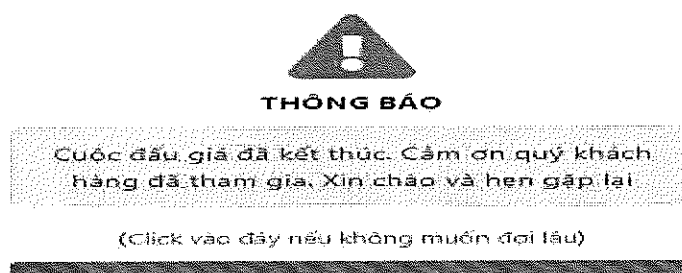 THÔNG BÁO
Cuộc đấu giá đã kết thúc. Cảm ơn quý khách
hàng đã tham gia. Xin chào và hẹn gặp lại
(Click vào đây nếu không muốn đợi lâu)